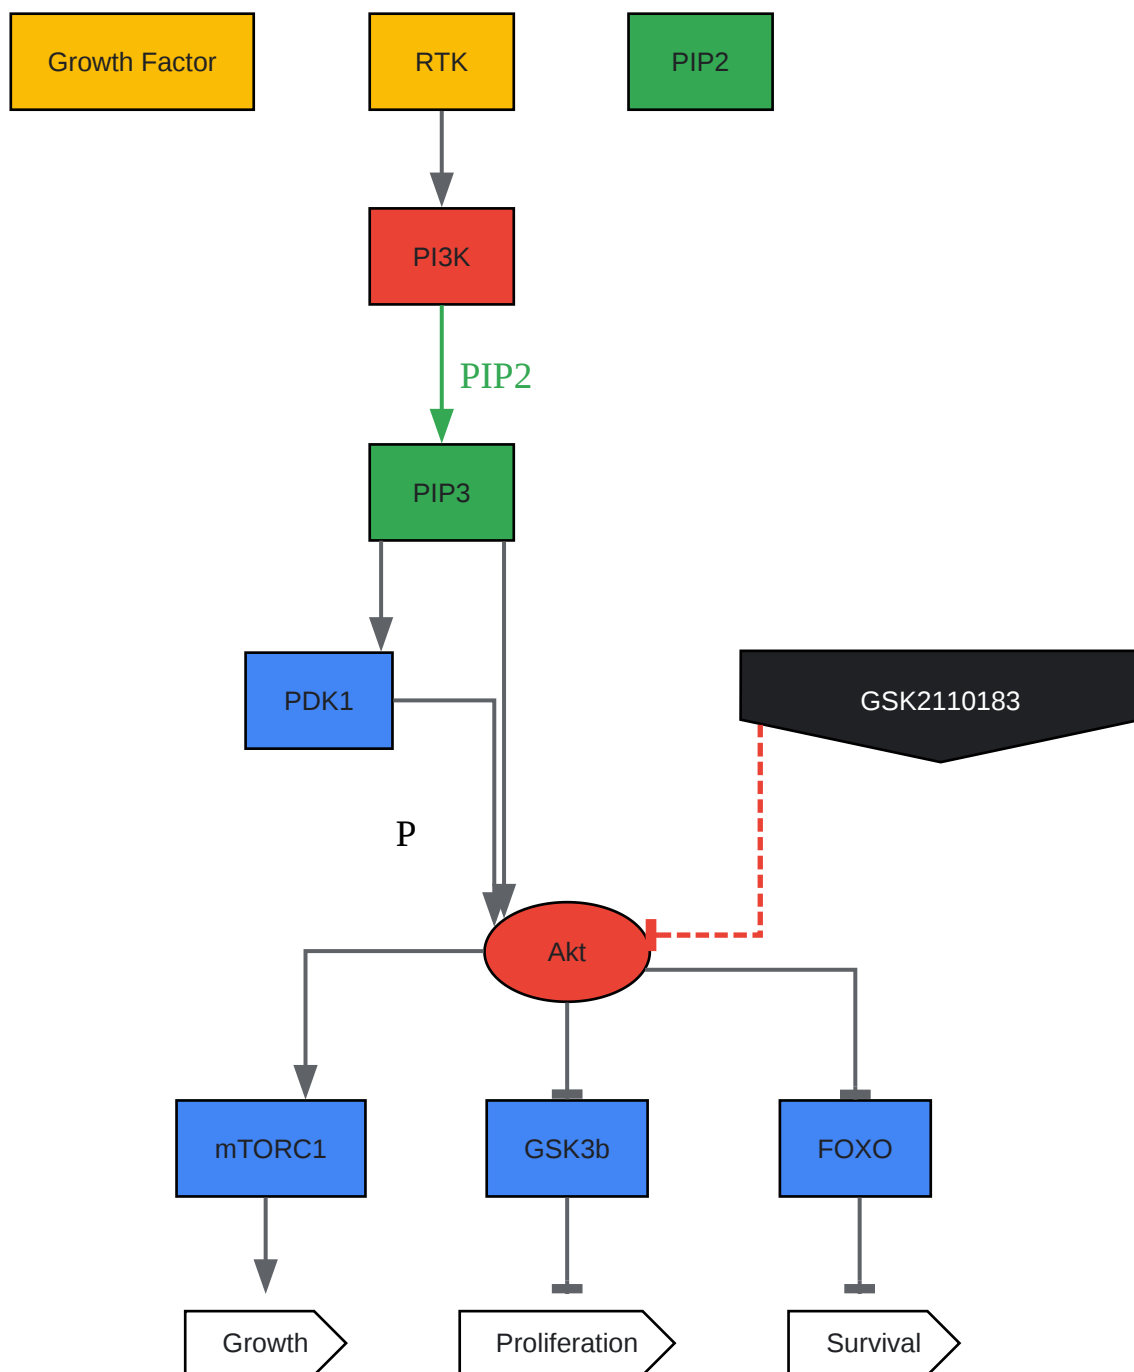 Growth Factor
RTK
PIP2
PI3K
PIP2
PIP3
PDK1
GSK2110183
P
Akt
mTORC1
GSK3b
FOXO
Growth
Proliferation
Survival